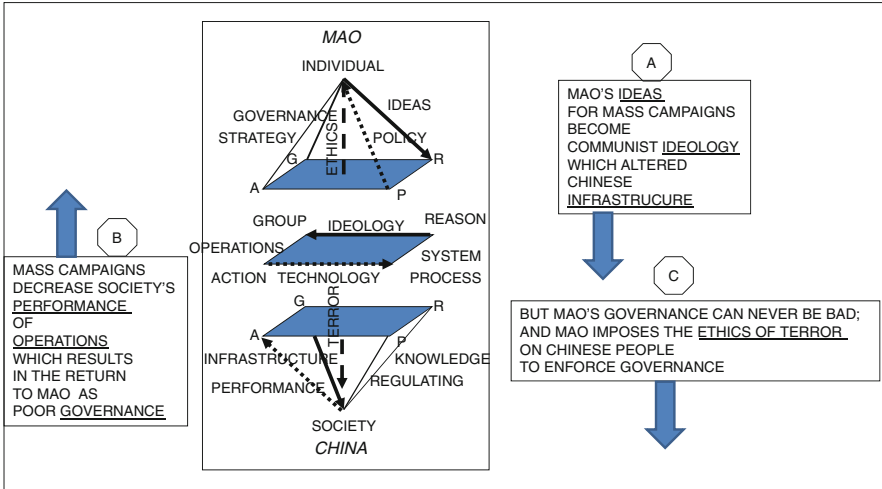 MAO
INDIVIDUAL
IDEAS
GOVERNANCE
STRATEGY
ETHICS
POLICY
G
R
A
P
GROUP
IDEOLOGY
REASON
OPERATIONS
SYSTEM
ACTION
TECHNOLOGY
PROCESS
G
R
TERROR
A
P
INFRASTRUCTURE
KNOWLEDGE
PERFORMANCE
REGULATING
SOCIETY
CHINA
A
MAO'S IDEAS
FOR MASS CAMPAIGNS
BECOME
COMMUNIST IDEOLOGY
WHICH ALTERED
CHINESE
INFRASTRUCURE
B
MASS CAMPAIGNS
DECREASE SOCIETY'S
PERFORMANCE
OF
OPERATIONS
WHICH RESULTS
IN THE RETURN
TO MAO AS
POOR GOVERNANCE
C
BUT MAO'S GOVERNANCE CAN NEVER BE BAD;
AND MAO IMPOSES THE ETHICS OF TERROR
ON CHINESE PEOPLE
TO ENFORCE GOVERNANCE